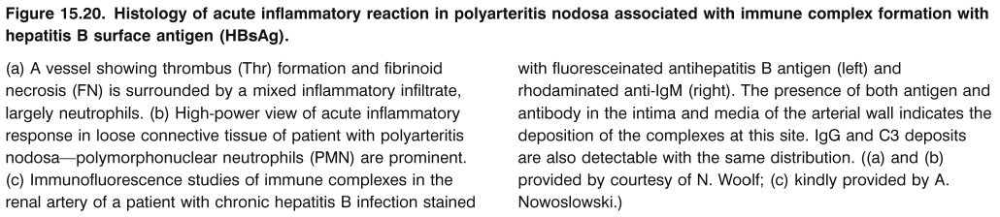 Figure 15.20. Histology of acute inflammatory reaction in polyarteritis nodosa associated with immune complex formation with
hepatitis B surface antigen (HBsAg).
(a) A vessel showing thrombus (Thr) formation and fibrinoid
necrosis (FN) is surrounded by a mixed inflammatory infiltrate,
largely neutrophils. (b) High-power view of acute inflammatory
response in loose connective tissue of patient with polyarteritis
nodosa—polymorphonuclear neutrophils (PMN) are prominent.
(c) Immunofluorescence studies of immune complexes in the
renal artery of a patient with chronic hepatitis B infection stained
with fluoresceinated antihepatitis B antigen (left) and
rhodaminated anti-IgM (right). The presence of both antigen and
antibody in the intima and media of the arterial wall indicates the
deposition of the complexes at this site. IgG and C3 deposits
are also detectable with the same distribution. ((a) and (b)
provided by courtesy of N. Woolf; (c) kindly provided by A.
Nowoslowski.)